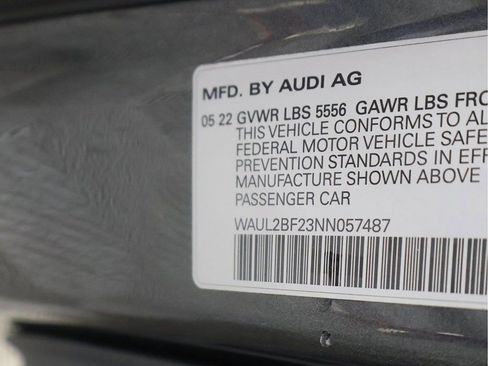 MFD. BY AUDI AG
05 22 GVWR LBS 5556 GAWR LBS FRO
THIS VEHICLE CONFORMS TO AL
FEDERAL MOTOR VEHICLE SAFE
PREVENTION STANDARDS IN EFF
MANUFACTURE SHOWN ABOVE
PASSENGER CAR
WAUL2BF23NN057487